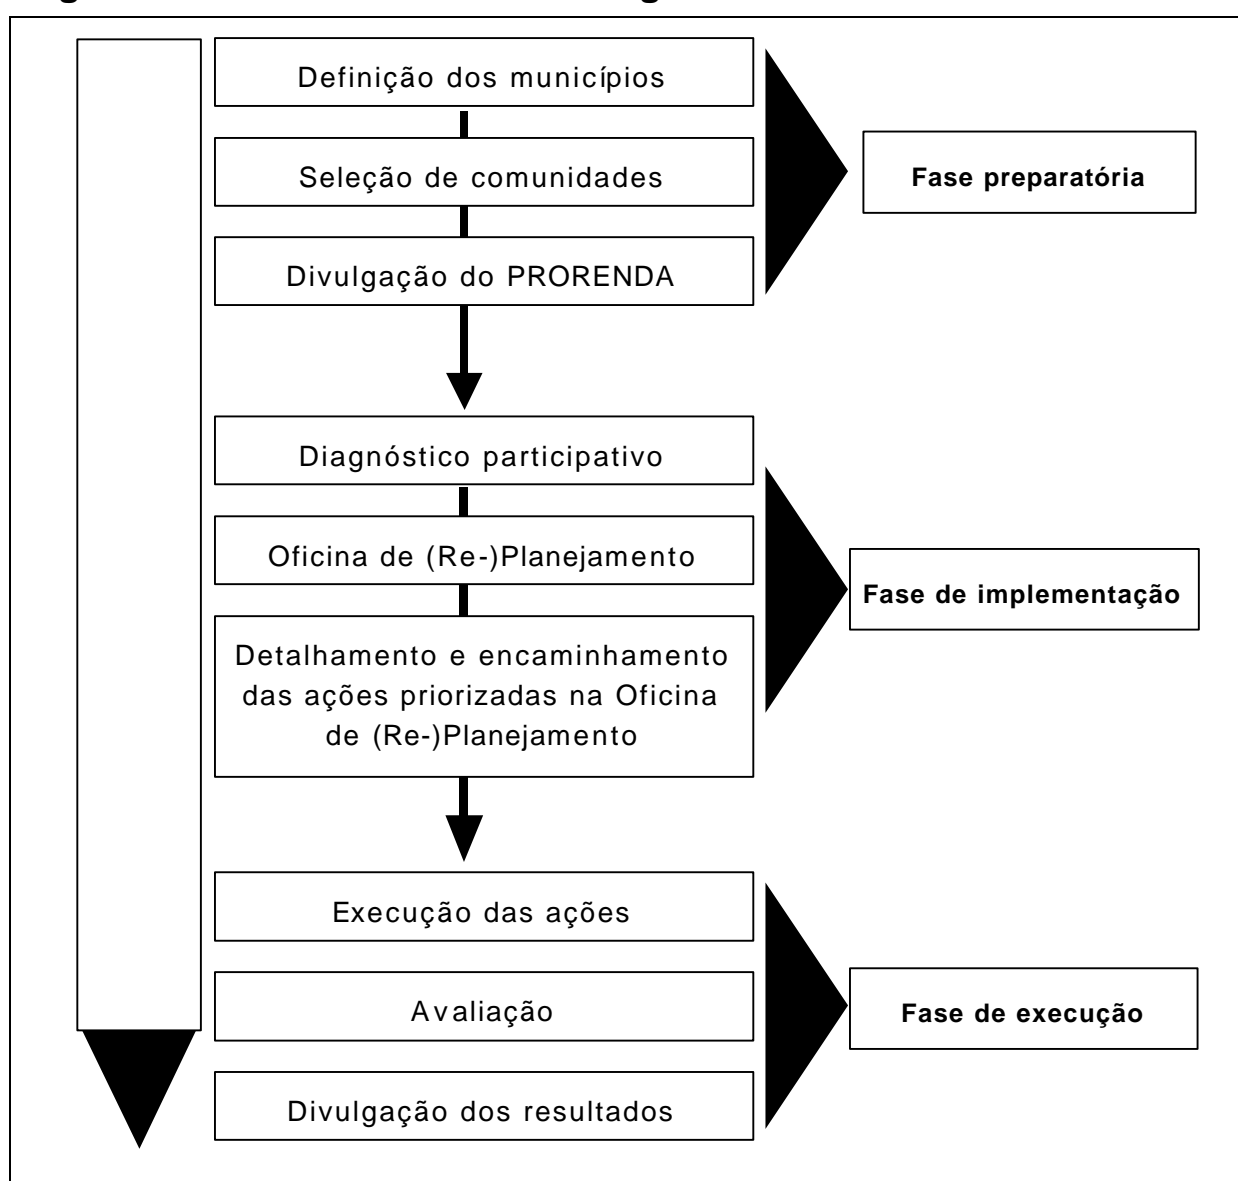 Definição dos municípios
Seleção de comunidades
Fase preparatória
Divulgação do PRORENDA
Diagnóstico participativo
Oficina de (Re-)Planejamento
Fase de implementação
Detalhamento e encaminhamento
das ações priorizadas na Oficina
de (Re-)Planejamento
Execução das ações
Avaliação
Fase de execução
Divulgação dos resultados